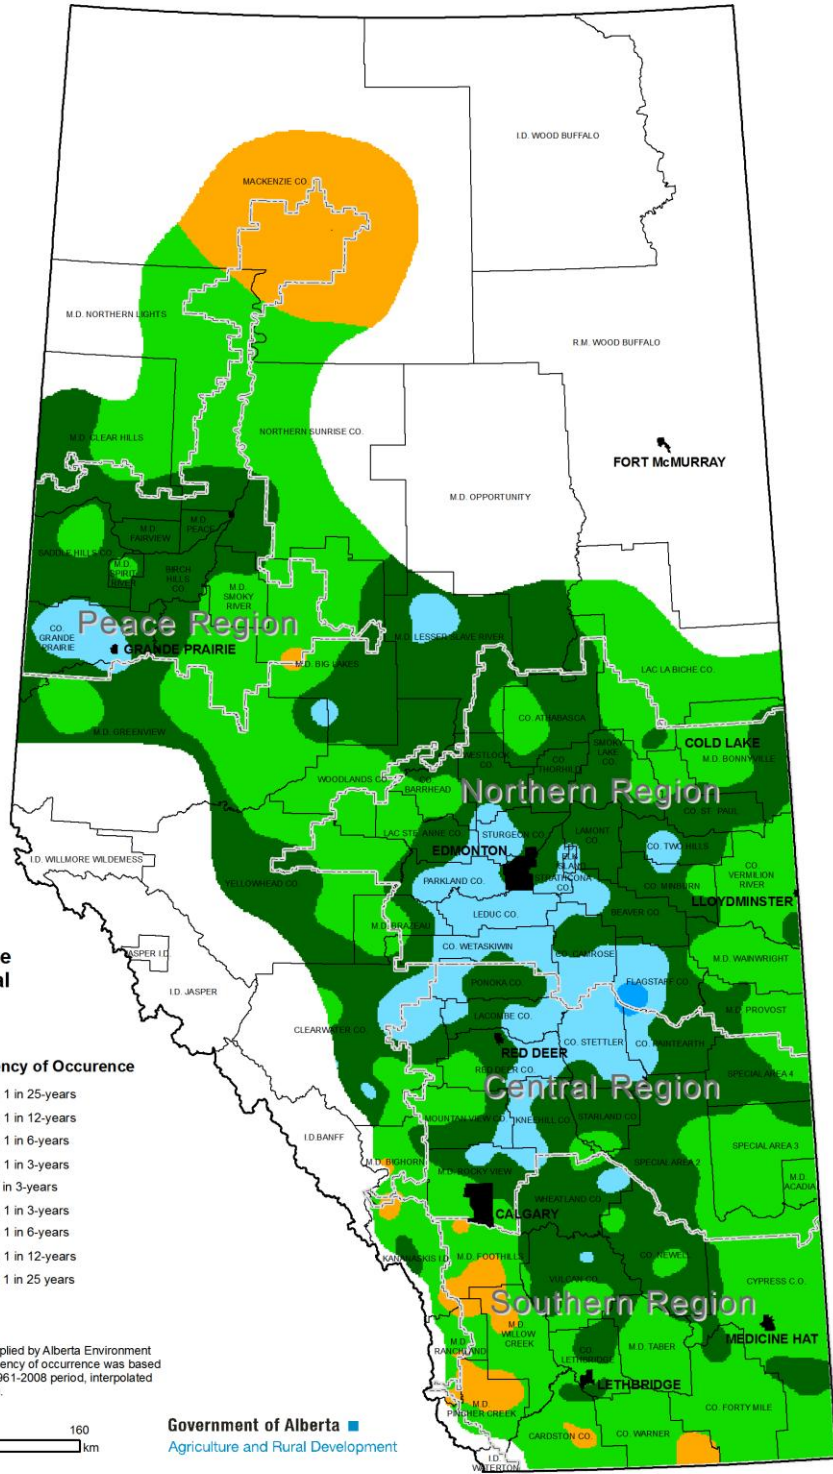 I.D. WOOD BUFFALO
MACKENZIE CO.
M.D. NORTHERN LIGHTS
R.M. WOOD BUFFALO
M.D. CLEAR HILLS
NORTHERN SUNRISE CO.
FORT McMURRAY
M.D. OPPORTUNITY
M.D.
PEACE
M.D.
FAIRVIEW
SADDLE HILLS CO.
M.D.
SPIRIT
RIVER
BIRCH
HILLS
CO.
M.D.
SMOKY
RIVER
Peace Region
CO.
GRANDE
PRAIRIE
GRANDE PRAIRIE
M.D. LESSER SLAVE RIVER
M.D. BIG LAKES
LAC LA BICHE CO.
M.D. GREENVIEW
CO. ATHABASCA
COLD LAKE
M.D. BONNYVILLE
WESTLOCK
CO.
CO.
THORHILD
SMOKY
LAKE
CO.
WOODLANDS CO.
CO.
BARRHEAD
Northern Region
CO. ST. PAUL
LAC STE. ANNE CO.
STURGEON CO.
LAMONT
CO.
EDMONTON
CO. TWO HILLS
I.D. WILLMORE WILDERNESS
ELK
ISLAND
CO.
VERMILION
RIVER
YELLOWHEAD CO.
PARKLAND CO.
STRATHCONA
CO.
CO. MINBURN
LLOYDMINSTER
LEDUC CO.
BEAVER CO.
M.D. BRAZEAU
CO. WETASKIWIN
CO. CAMROSE
M.D. WAINWRIGHT
JASPER I.D.
I.D. JASPER
PONOKA CO.
FLAGSTAFF CO.
M.D. PROVOST
CLEARWATER CO.
LACOMBE CO.
CO. STETTLER
CO. PAINTEARTH
RED DEER
RED DEER CO.
SPECIAL AREA 4
Central Region
MOUNTAIN VIEW CO.
KNEEHILL CO.
STARLAND CO.
I.D.BANFF
SPECIAL AREA 3
M.D. BIGHORN
M.D. ROCKY VIEW
SPECIAL AREA 2
M.D.
ACADIA
WHEATLAND CO.
CALGARY
KANANASKIS I.D.
M.D. FOOTHILLS
CO. NEWELL
VULCAN CO.
CYPRESS C.O.
Southern Region
M.D.
WILLOW
CREEK
MEDICINE HAT
M.D.
RANCHLAND
CO.
LETHBRIDGE
M.D. TABER
LETHBRIDGE
M.D.
PINCHER CREEK
CO. FORTY MILE
CARDSTON CO.
CO. WARNER
I.D.
WATERTON
e
al
ency of Occurence
1 in 25-years
1 in 12-years
1 in 6-years
1 in 3-years
in 3-years
1 in 3-years
1 in 6-years
1 in 12-years
1 in 25 years
plied by Alberta Environment
ency of occurrence was based
961-2008 period, interpolated
160
km
Government of Alberta
Agriculture and Rural Development